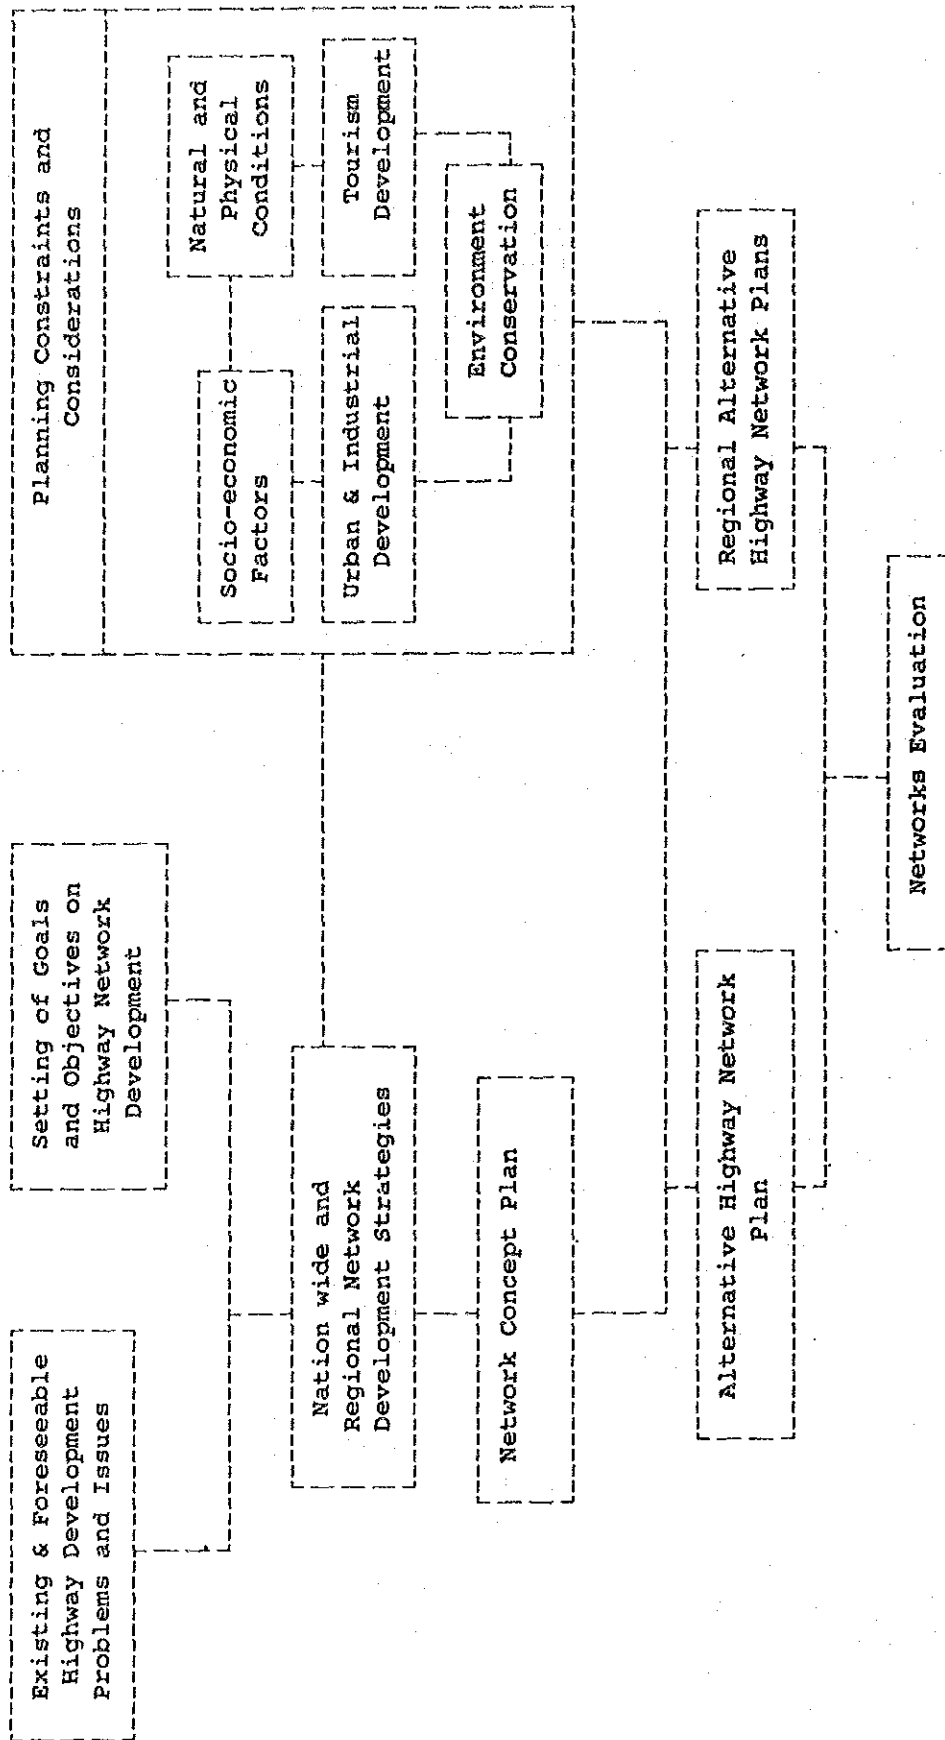 Existing & Foreseeable
Highway Development
Problems and Issues
Setting of Goals
and Objectives on
Highway Network
Development
Planning Constraints and
Considerations
Nation wide and
Regional Network
Development Strategies
Socio-economic
Factors
Natural and
Physical
Conditions
Urban & Industrial
Development
Tourism
Development
Environment
Conservation
Network Concept Plan
Alternative Highway Network
Plan
Regional Alternative
Highway Network Plans
Networks Evaluation